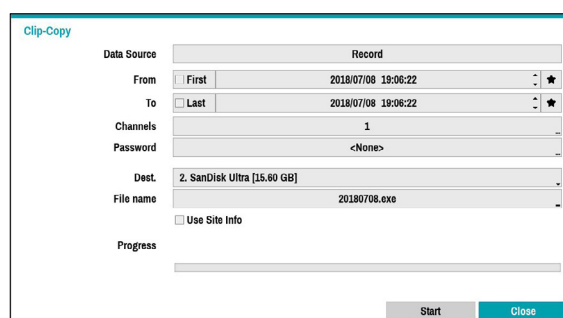 Clip-Copy
Data Source Record
From First 2018/07/08 19:06:22
To Last 2018/07/08 19:06:22
Channels 1 ...
Password <None> ...
Dest. 2. SanDisk Ultra [15.60 GB]
File name 20180708.exe
Use Site Info
Progress
Start Close